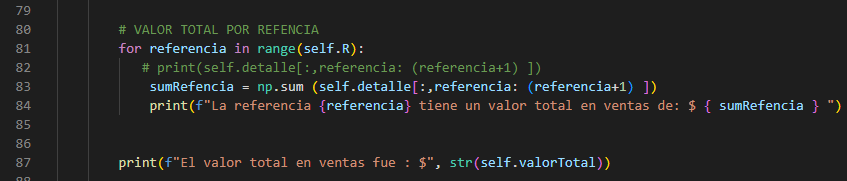 79
80 # VALOR TOTAL POR REFENCIA
81 for referencia in range(self.R):
82 # print(self.detalle[:,referencia: (referencia+1) ])
83 sumRefencia = np.sum (self.detalle[:,referencia: (referencia+1) ])
84 print(f"La referencia {referencia} tiene un valor total en ventas de: $ { sumRefencia } ")
85
86
87 print(f"El valor total en ventas fue : $", str(self.valorTotal))
88